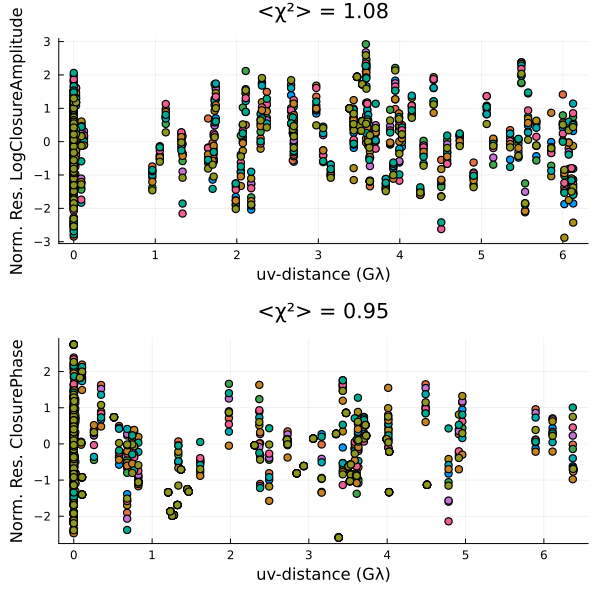 <χ²> = 1.08
Norm. Res. LogClosureAmplitude
3
2
1
0
−1
−2
−3
0 1 2 3 4 5 6
uv-distance (Gλ)
<χ²> = 0.95
Norm. Res. ClosurePhase
2
1
0
−1
−2
0 1 2 3 4 5 6
uv-distance (Gλ)